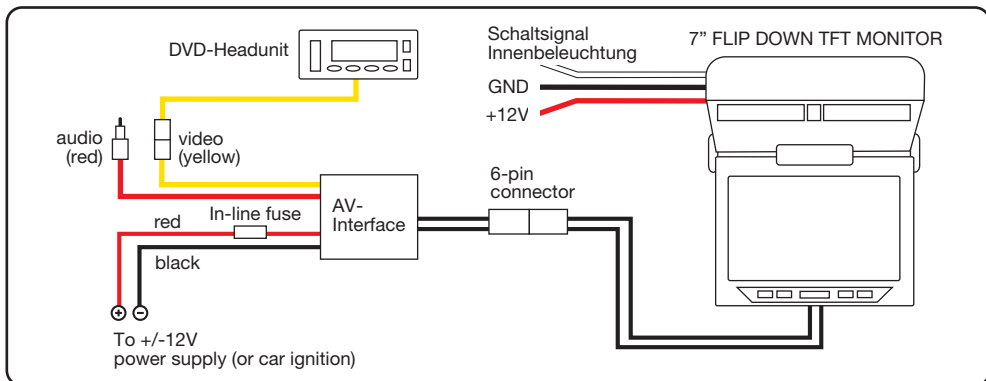 DVD-Headunit
Schaltsignal
Innenbeleuchtung
7” FLIP DOWN TFT MONITOR
GND
+12V
audio
(red)
video
(yellow)
6-pin
connector
AV-
Interface
In-line fuse
red
black
+ −
To +/-12V
power supply (or car ignition)